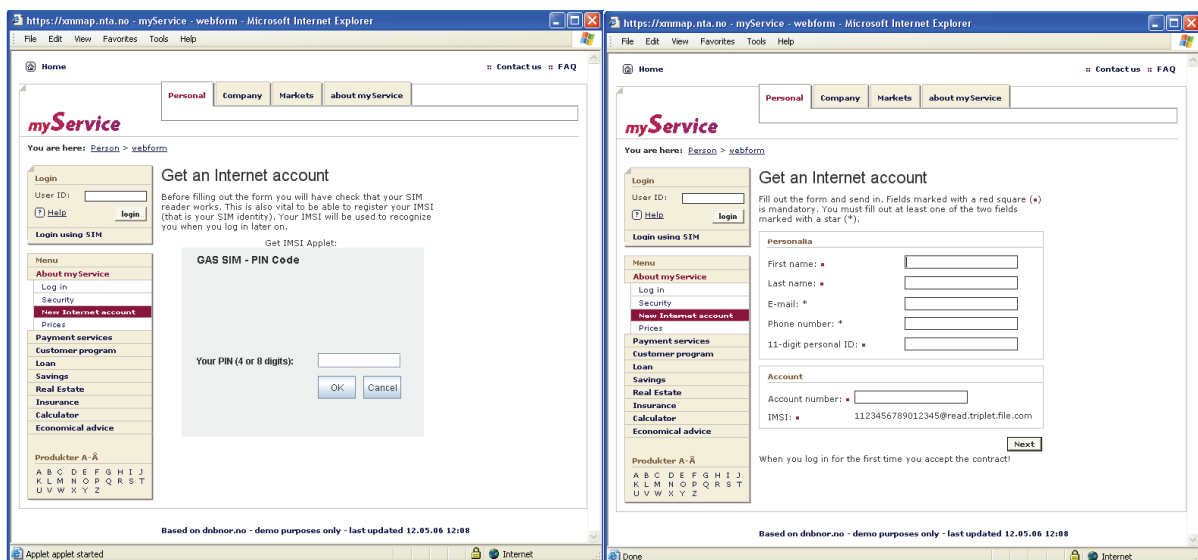 https://xmmap.nta.no - myService - webform - Microsoft Internet Explorer
File Edit View Favorites Tools Help
Home :: Contact us :: FAQ
Personal Company Markets about myService
myService
You are here: Person > webform
Login
User ID:
? Help login
Login using SIM
Menu
About myService
Log in
Security
New Internet account
Prices
Payment services
Customer program
Loan
Savings
Real Estate
Insurance
Calculator
Economical advice
Produkter A-Å
A B C D E F G H I J
K L M N O P Q R S T
U V W X Y Z
Get an Internet account
Before filling out the form you will have check that your SIM
reader works. This is also vital to be able to register your IMSI
(that is your SIM identity). Your IMSI will be used to recognize
you when you log in later on.
Get IMSI Applet:
GAS SIM - PIN Code
Your PIN (4 or 8 digits):
OK Cancel
Based on dnbnor.no - demo purposes only - last updated 12.05.06 12:08
Applet applet started Internet
https://xmmap.nta.no - myService - webform - Microsoft Internet Explorer
File Edit View Favorites Tools Help
Home :: Contact us :: FAQ
Personal Company Markets about myService
myService
You are here: Person > webform
Login
User ID:
? Help login
Login using SIM
Menu
About myService
Log in
Security
New Internet account
Prices
Payment services
Customer program
Loan
Savings
Real Estate
Insurance
Calculator
Economical advice
Produkter A-Å
A B C D E F G H I J
K L M N O P Q R S T
U V W X Y Z
Get an Internet account
Fill out the form and send in. Fields marked with a red square (▪)
is mandatory. You must fill out at least one of the two fields
marked with a star (*).
Personalia
First name: ▪
Last name: ▪
E-mail: *
Phone number: *
11-digit personal ID: ▪
Account
Account number: ▪
IMSI: ▪ 1123456789012345@read.triplet.file.com
Next
When you log in for the first time you accept the contract!
Based on dnbnor.no - demo purposes only - last updated 12.05.06 12:08
Done Internet